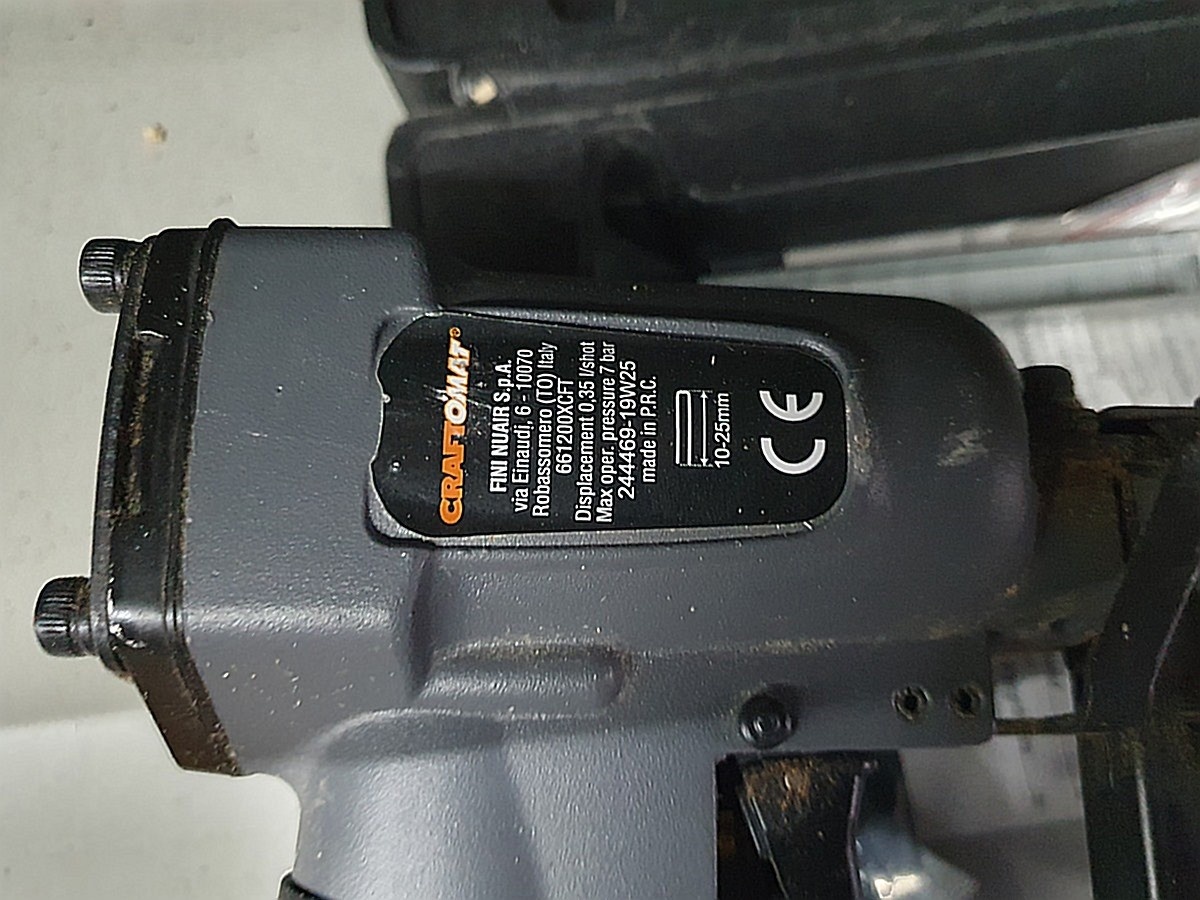 CRAFTOMAT®
FINI NUAIR S.p.A.
via Einaudi, 6 - 10070
Robassomero (TO) Italy
661200XCFT
Displacement 0,35 l/shot
Max oper. pressure 7 bar
244469-19W25
made in P.R.C.
10-25mm
CE